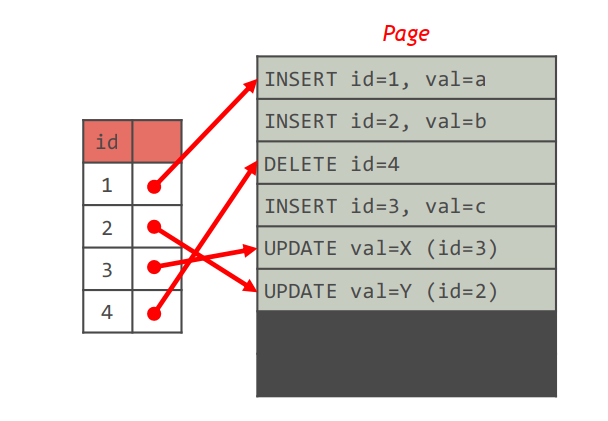 Page
INSERT id=1, val=a
INSERT id=2, val=b
id
DELETE id=4
1
INSERT id=3, val=c
2
UPDATE val=X (id=3)
3
UPDATE val=Y (id=2)
4